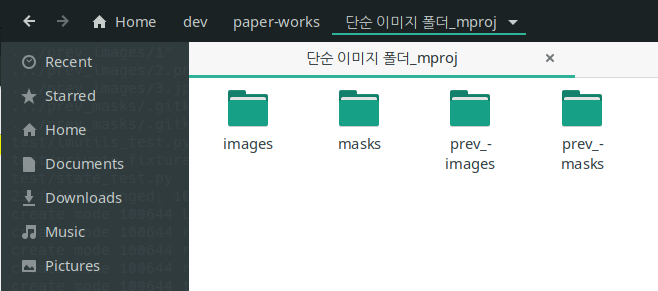 Home dev paper-works 단순 이미지 폴더_mproj
단순 이미지 폴더_mproj
Recent
Starred
Home
Documents
Downloads
Music
Pictures
images masks prev_-
images prev_-
masks